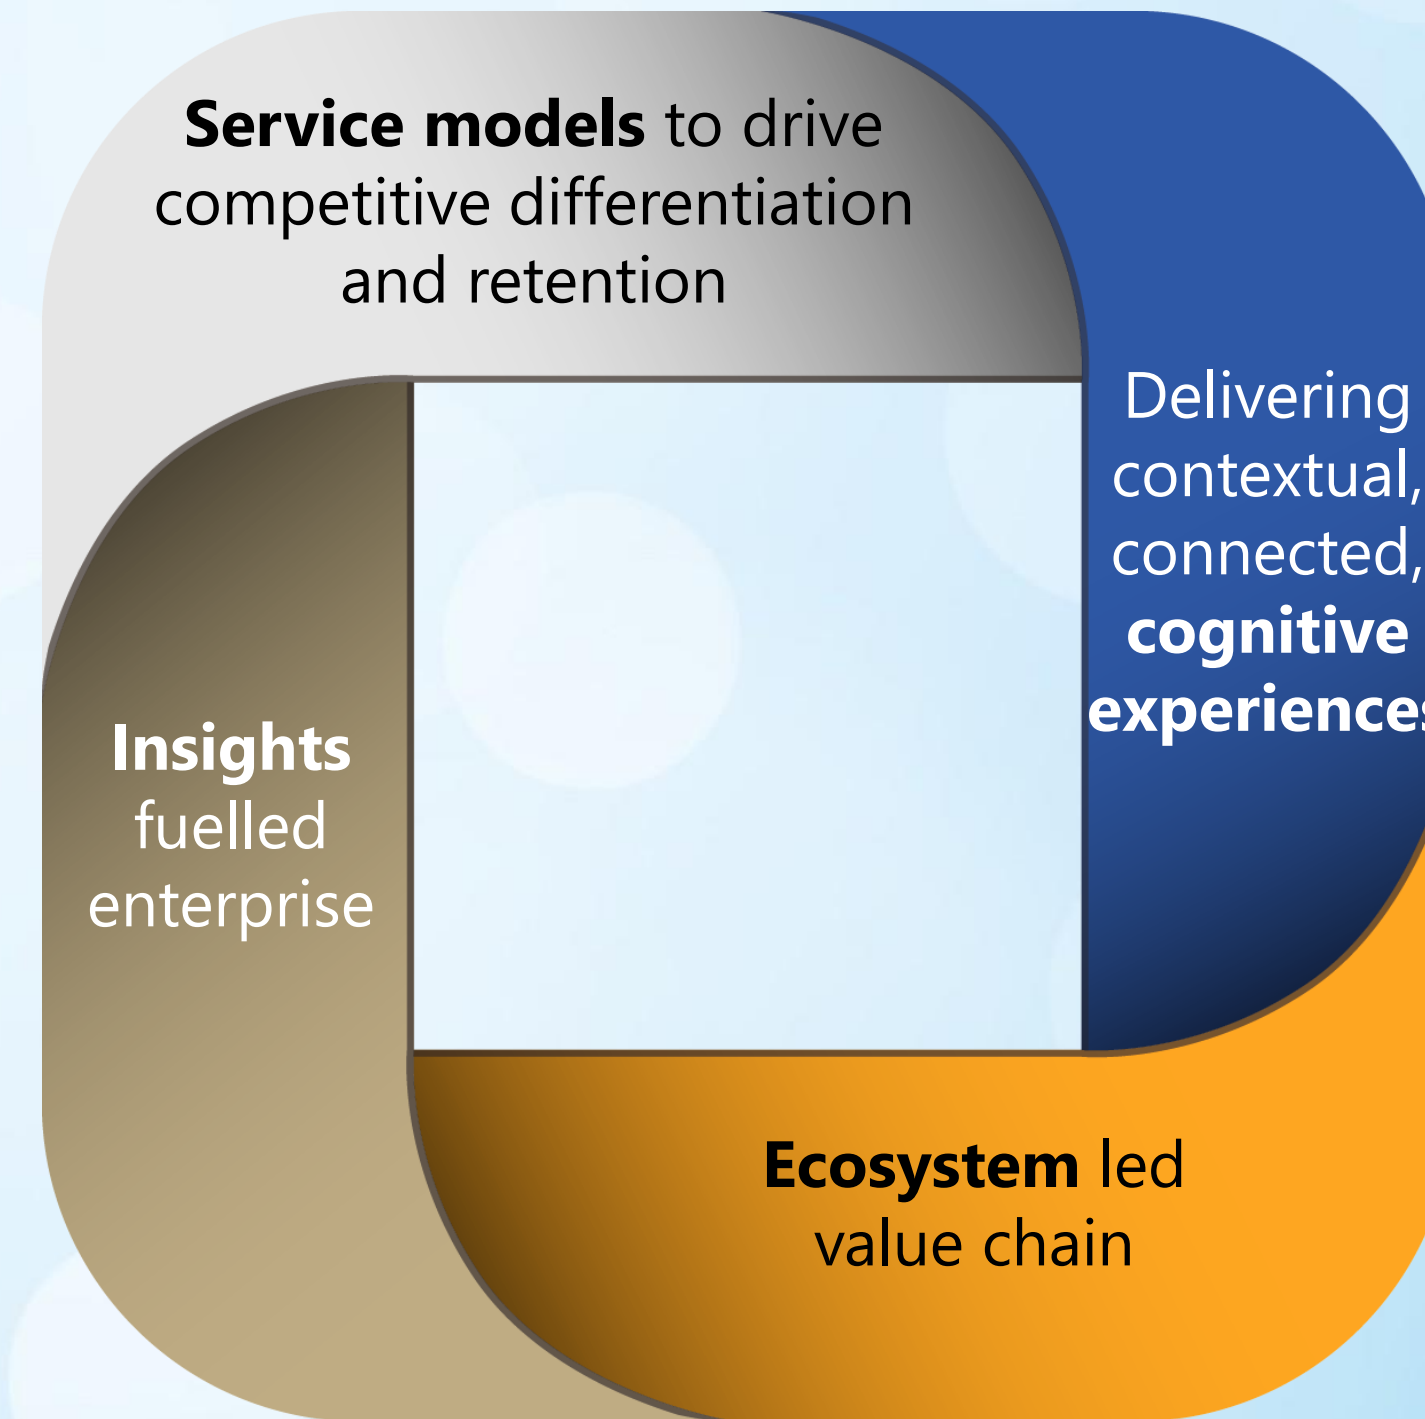 Service models to drive
competitive differentiation
and retention
Delivering
contextual,
connected,
cognitive
experiences
Insights
fuelled
enterprise
Ecosystem led
value chain